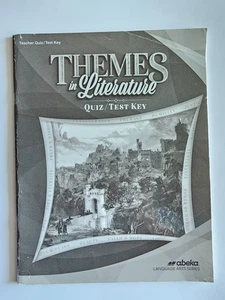 Teacher Quiz/Test Key
THEMES
in Literature
QUIZ/TEST KEY
abeka
LANGUAGE ARTS SERIES